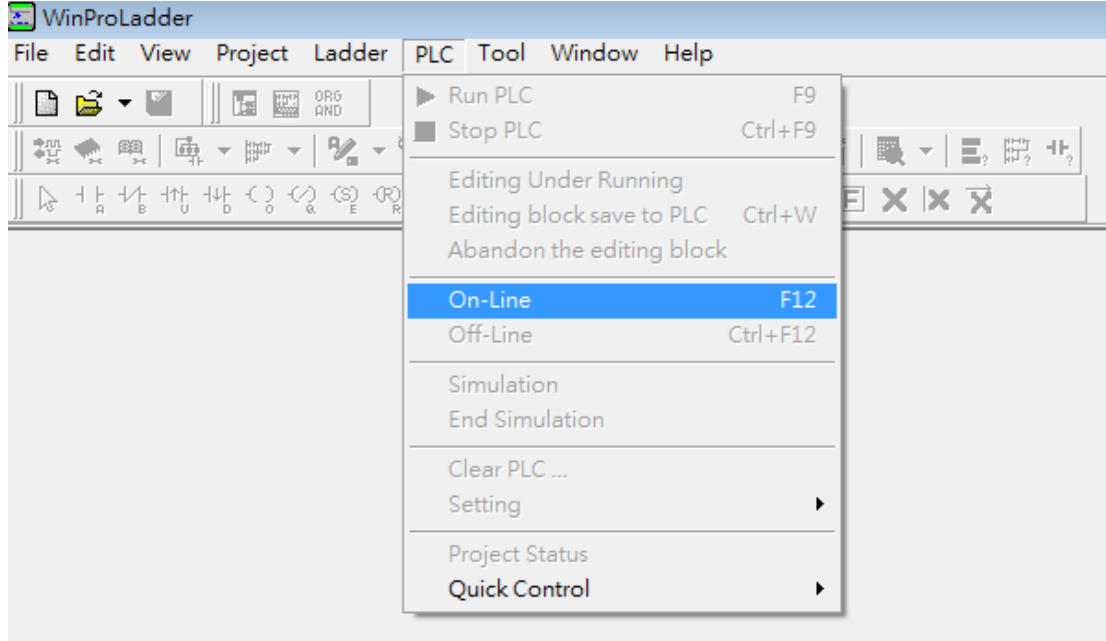 WinProLadder
File Edit View Project Ladder PLC Tool Window Help
ORG
AND
Run PLC F9
Stop PLC Ctrl+F9
Editing Under Running
Editing block save to PLC Ctrl+W
Abandon the editing block
On-Line F12
Off-Line Ctrl+F12
Simulation
End Simulation
Clear PLC ...
Setting
Project Status
Quick Control
A B U D O Q E R
F